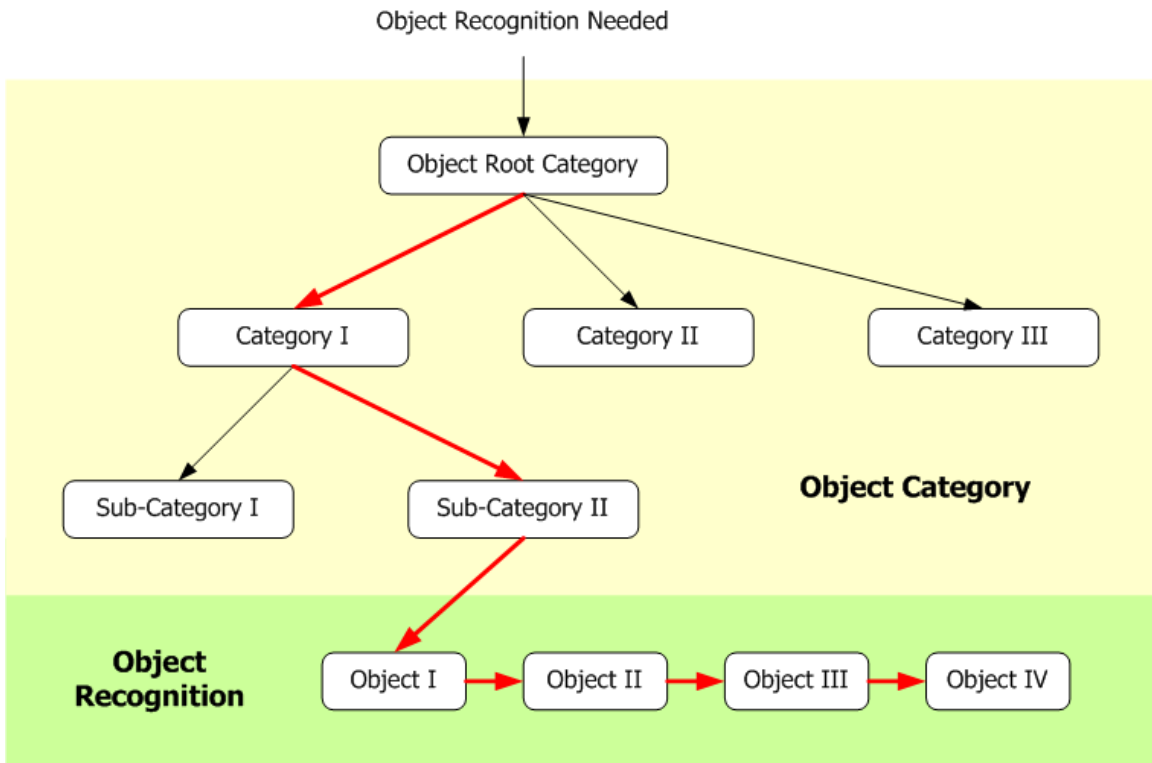 Object Recognition Needed
Object Root Category
Category I
Category II
Category III
Sub-Category I
Sub-Category II
Object Category
Object
Recognition
Object I
Object II
Object III
Object IV